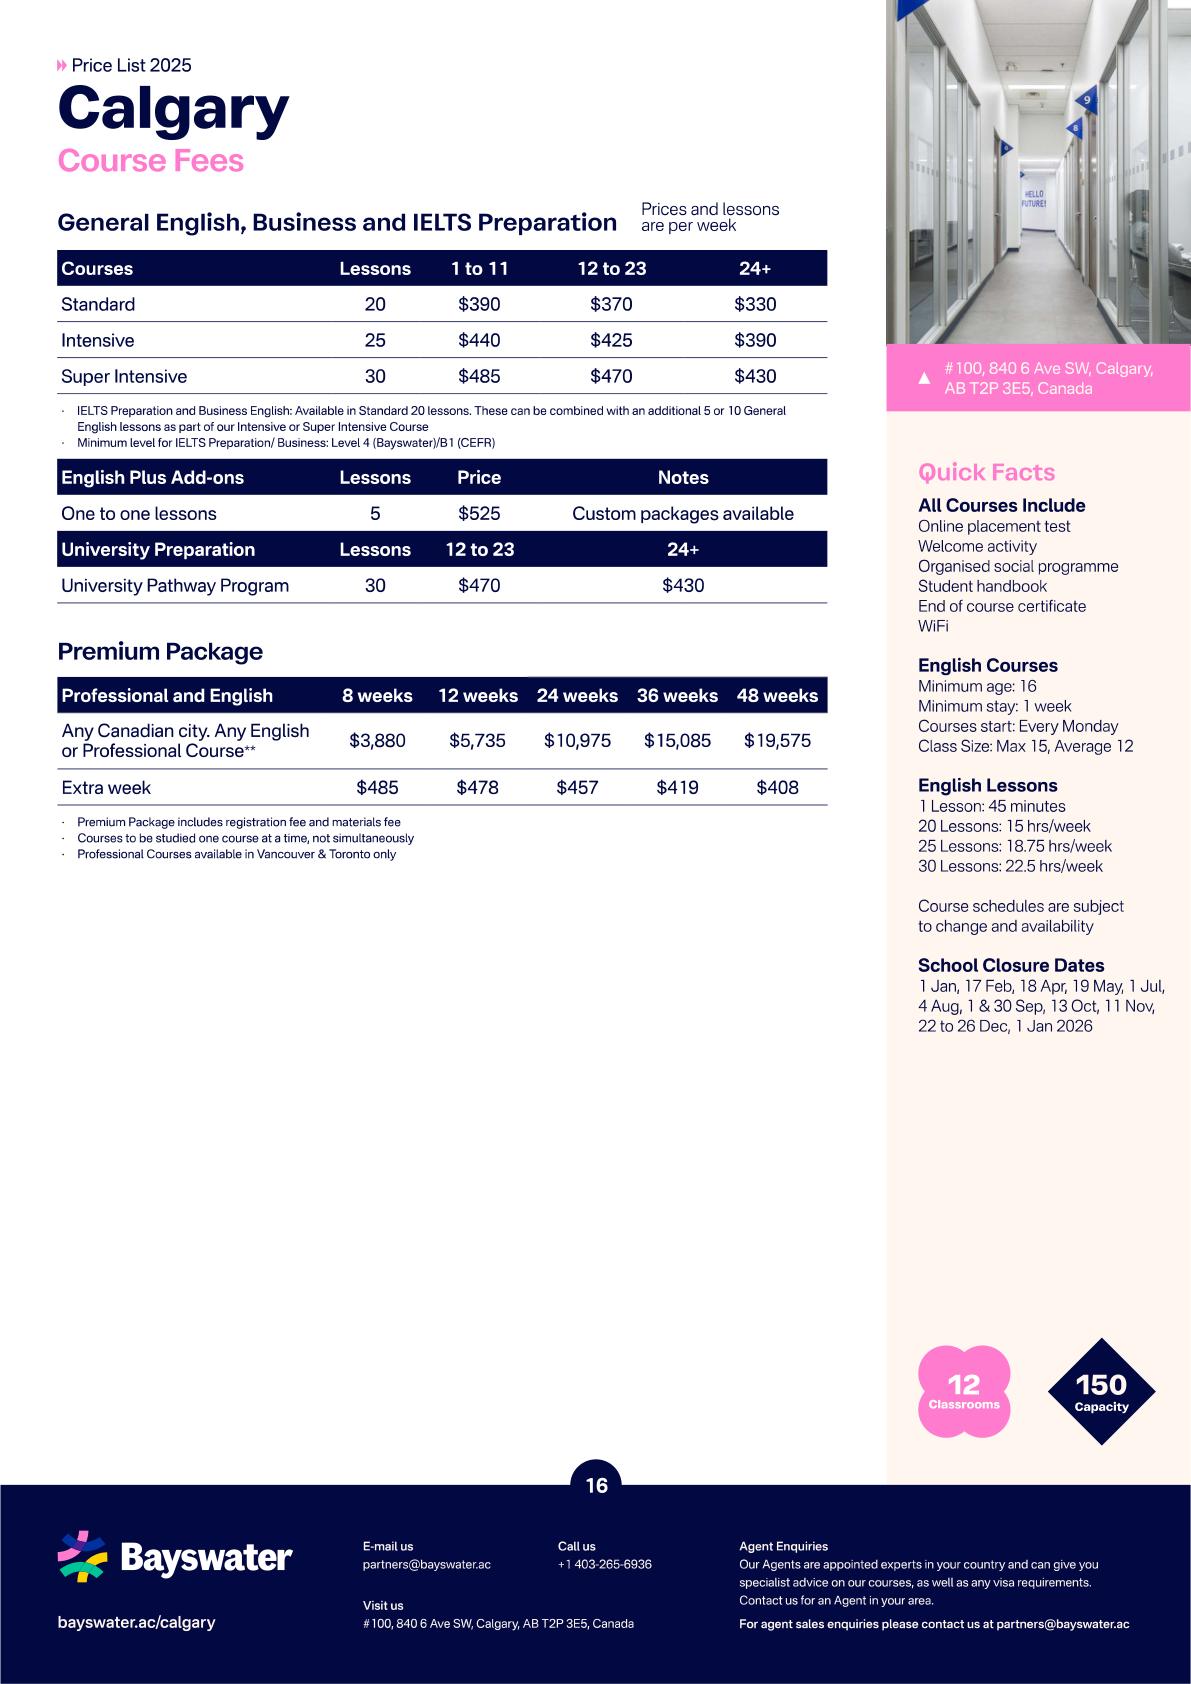 Price List 2025
Calgary
Course Fees
General English, Business and IELTS Preparation
Prices and lessons
are per week
Courses Lessons 1 to 11 12 to 23 24+
Standard 20 $390 $370 $330
Intensive 25 $440 $425 $390
Super Intensive 30 $485 $470 $430
· IELTS Preparation and Business English: Available in Standard 20 lessons. These can be combined with an additional 5 or 10 General
English lessons as part of our Intensive or Super Intensive Course
· Minimum level for IELTS Preparation/ Business: Level 4 (Bayswater)/B1 (CEFR)
English Plus Add-ons Lessons Price Notes
One to one lessons 5 $525 Custom packages available
University Preparation Lessons 12 to 23 24+
University Pathway Program 30 $470 $430
Premium Package
Professional and English 8 weeks 12 weeks 24 weeks 36 weeks 48 weeks
Any Canadian city. Any English
or Professional Course** $3,880 $5,735 $10,975 $15,085 $19,575
Extra week $485 $478 $457 $419 $408
· Premium Package includes registration fee and materials fee
· Courses to be studied one course at a time, not simultaneously
· Professional Courses available in Vancouver & Toronto only
9
8
6
HELLO
FUTURE!
#100, 840 6 Ave SW, Calgary,
AB T2P 3E5, Canada
Quick Facts
All Courses Include
Online placement test
Welcome activity
Organised social programme
Student handbook
End of course certificate
WiFi
English Courses
Minimum age: 16
Minimum stay: 1 week
Courses start: Every Monday
Class Size: Max 15, Average 12
English Lessons
1 Lesson: 45 minutes
20 Lessons: 15 hrs/week
25 Lessons: 18.75 hrs/week
30 Lessons: 22.5 hrs/week
Course schedules are subject
to change and availability
School Closure Dates
1 Jan, 17 Feb, 18 Apr, 19 May, 1 Jul,
4 Aug, 1 & 30 Sep, 13 Oct, 11 Nov,
22 to 26 Dec, 1 Jan 2026
12
Classrooms
150
Capacity
16
Bayswater
bayswater.ac/calgary
E-mail us
partners@bayswater.ac
Call us
+1 403-265-6936
Visit us
#100, 840 6 Ave SW, Calgary, AB T2P 3E5, Canada
Agent Enquiries
Our Agents are appointed experts in your country and can give you
specialist advice on our courses, as well as any visa requirements.
Contact us for an Agent in your area.
For agent sales enquiries please contact us at partners@bayswater.ac